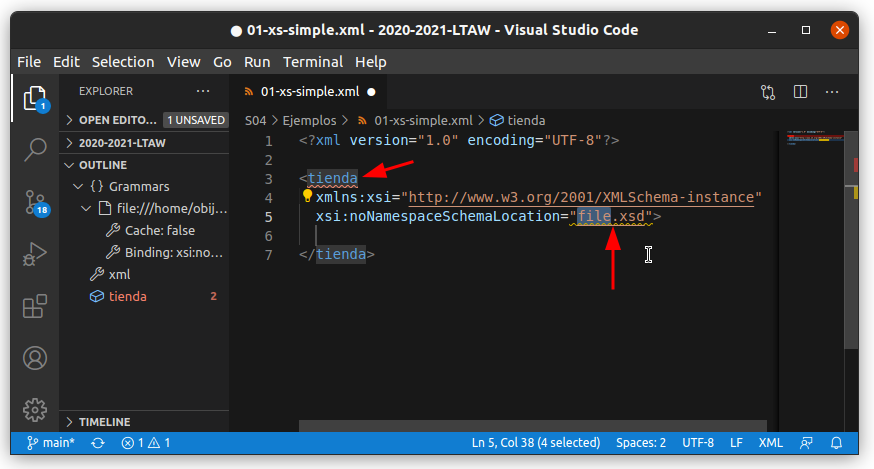 ● 01-xs-simple.xml - 2020-2021-LTAW - Visual Studio Code
File Edit Selection View Go Run Terminal Help
EXPLORER ···
OPEN EDITO... 1 UNSAVED
2020-2021-LTAW
OUTLINE
{} Grammars
file:///home/obij...
Cache: false
Binding: xsi:no...
xml
tienda 2
TIMELINE
1
18
01-xs-simple.xml ●
S04 > Ejemplos > 01-xs-simple.xml > tienda
1 <?xml version="1.0" encoding="UTF-8"?>
2
3 <tienda
4 xmlns:xsi="http://www.w3.org/2001/XMLSchema-instance"
5 xsi:noNamespaceSchemaLocation="file.xsd">
6
7 </tienda>
main* 1 1 Ln 5, Col 38 (4 selected) Spaces: 2 UTF-8 LF XML